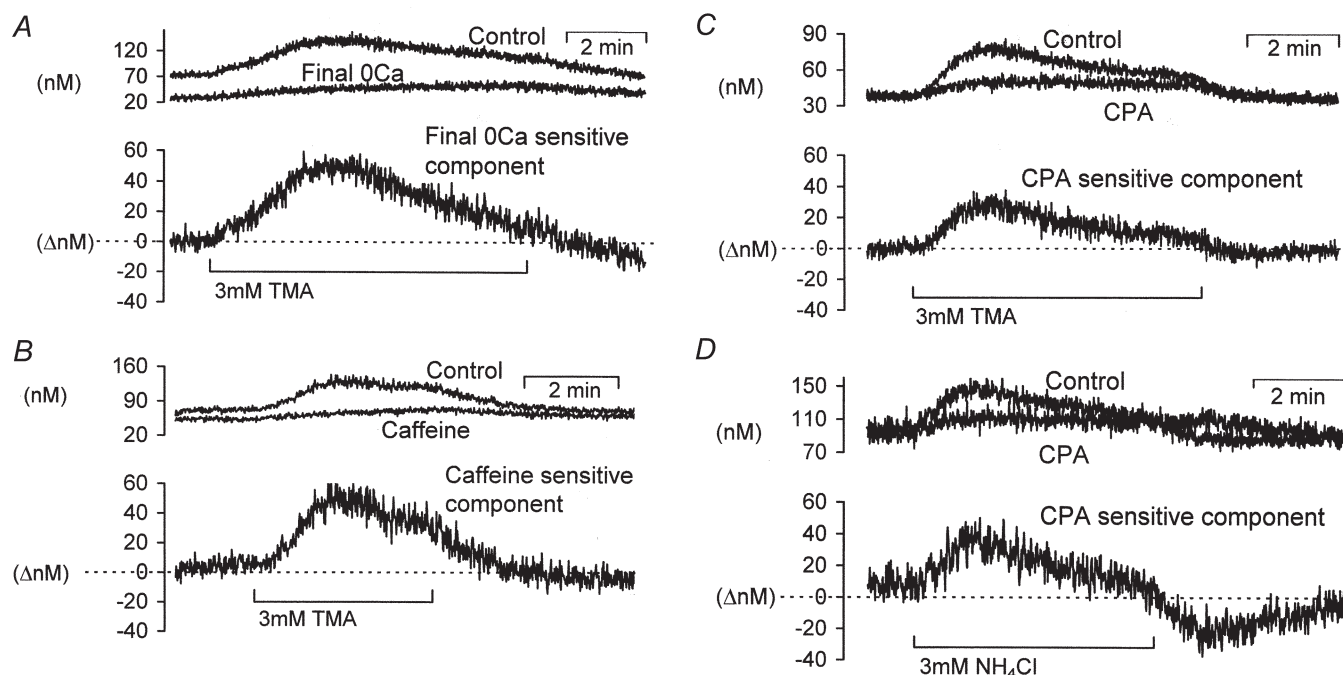 A
Control
2 min
120
70
20
(nM)
Final 0Ca
60
40
20
0
-20
-40
(ΔnM)
Final 0Ca sensitive
component
3mM TMA
B
160
90
20
(nM)
Control
2 min
Caffeine
60
40
20
0
-20
-40
(ΔnM)
Caffeine sensitive
component
3mM TMA
C
90
60
30
(nM)
Control
2 min
CPA
60
40
20
0
-20
-40
(ΔnM)
CPA sensitive component
3mM TMA
D
150
110
70
(nM)
Control
2 min
CPA
60
40
20
0
-20
-40
(ΔnM)
CPA sensitive component
3mM NH₄Cl